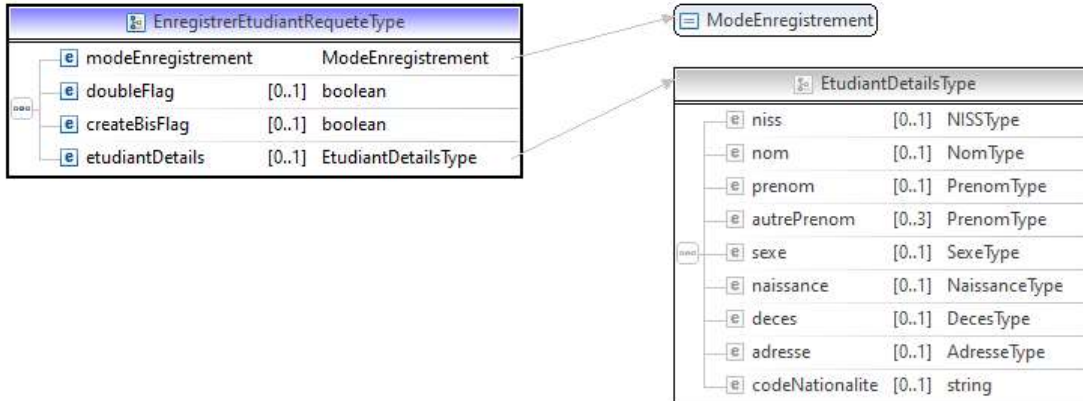 EnregistrerEtudiantRequeteType
e modeEnregistrement ModeEnregistrement
e doubleFlag [0..1] boolean
e createBisFlag [0..1] boolean
e etudiantDetails [0..1] EtudiantDetailsType
ModeEnregistrement
EtudiantDetailsType
e niss [0..1] NISSType
e nom [0..1] NomType
e prenom [0..1] PrenomType
e autrePrenom [0..3] PrenomType
e sexe [0..1] SexeType
e naissance [0..1] NaissanceType
e deces [0..1] DecesType
e adresse [0..1] AdresseType
e codeNationalite [0..1] string